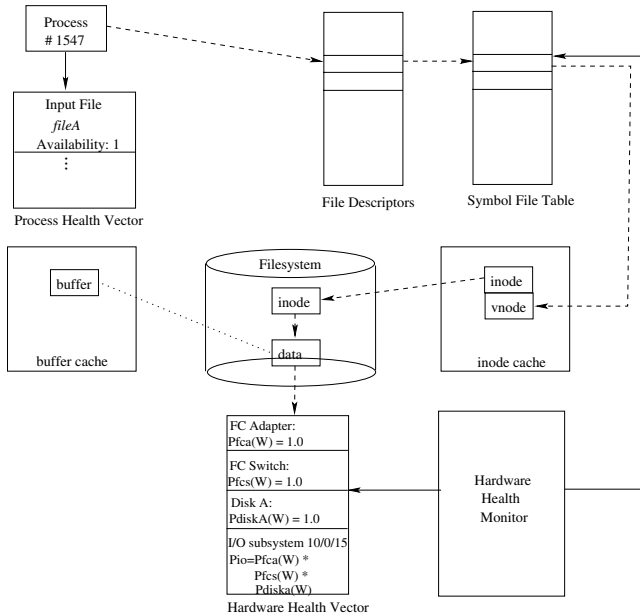 Process
# 1547
Input File
fileA
Availability: 1
⋮
Process Health Vector
File Descriptors
Symbol File Table
buffer
buffer cache
Filesystem
inode
data
inode
vnode
inode cache
FC Adapter:
Pfca(W) = 1.0
FC Switch:
Pfcs(W) = 1.0
Disk A:
PdiskA(W) = 1.0
I/O subsystem 10/0/15
Pio=Pfca(W) *
Pfcs(W) *
Pdiska(W)
Hardware Health Vector
Hardware
Health
Monitor